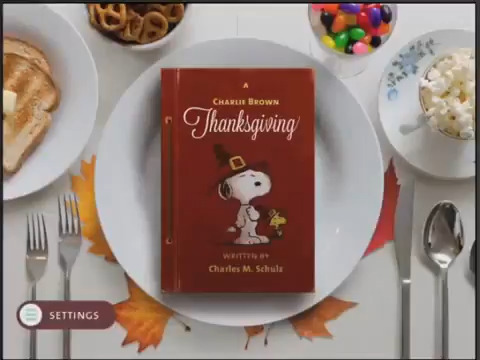 A
CHARLIE BROWN
Thanksgiving
WRITTEN BY
Charles M. Schulz
SETTINGS